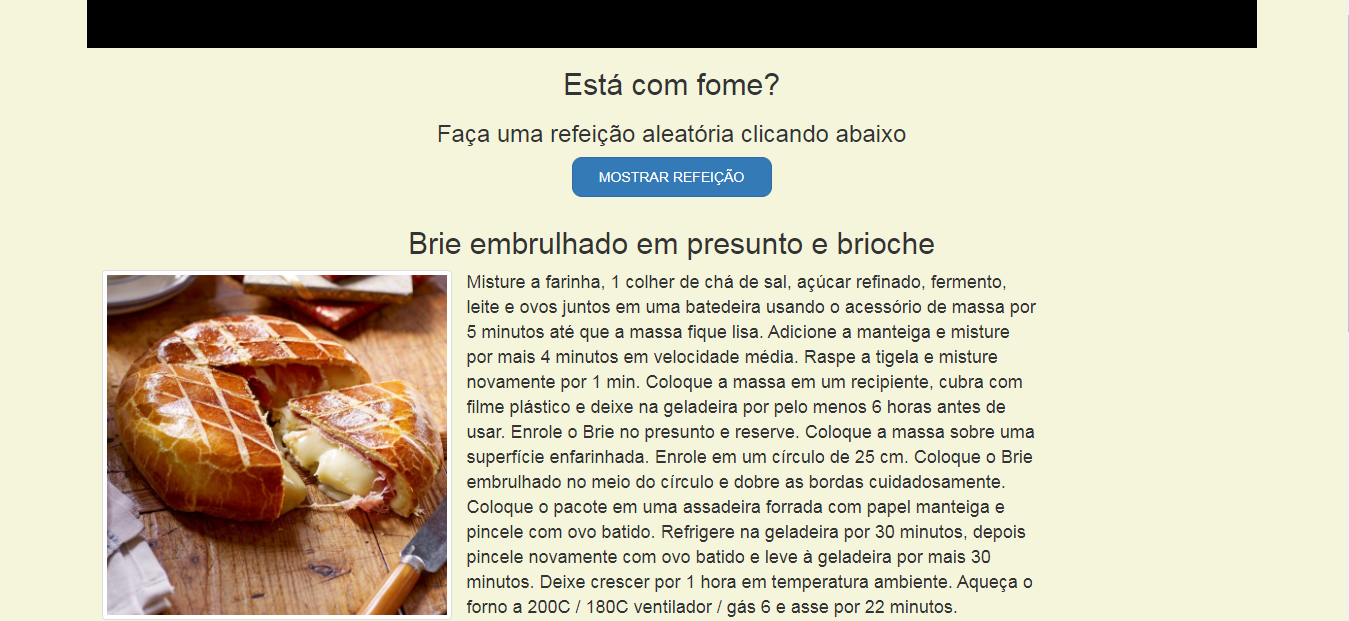 Está com fome?
Faça uma refeição aleatória clicando abaixo
MOSTRAR REFEIÇÃO
Brie embrulhado em presunto e brioche
Misture a farinha, 1 colher de chá de sal, açúcar refinado, fermento,
leite e ovos juntos em uma batedeira usando o acessório de massa por
5 minutos até que a massa fique lisa. Adicione a manteiga e misture
por mais 4 minutos em velocidade média. Raspe a tigela e misture
novamente por 1 min. Coloque a massa em um recipiente, cubra com
filme plástico e deixe na geladeira por pelo menos 6 horas antes de
usar. Enrole o Brie no presunto e reserve. Coloque a massa sobre uma
superfície enfarinhada. Enrole em um círculo de 25 cm. Coloque o Brie
embrulhado no meio do círculo e dobre as bordas cuidadosamente.
Coloque o pacote em uma assadeira forrada com papel manteiga e
pincele com ovo batido. Refrigere na geladeira por 30 minutos, depois
pincele novamente com ovo batido e leve à geladeira por mais 30
minutos. Deixe crescer por 1 hora em temperatura ambiente. Aqueça o
forno a 200C / 180C ventilador / gás 6 e asse por 22 minutos.